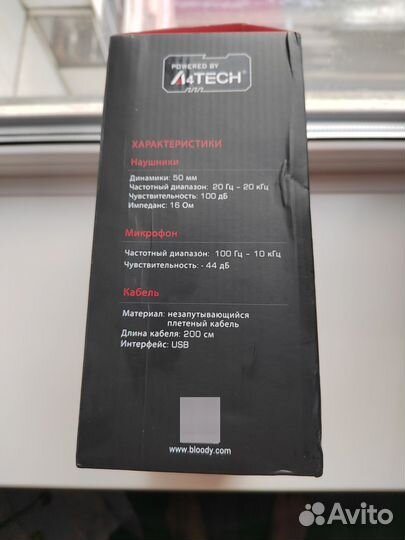 POWERED BY
A4TECH®
ХАРАКТЕРИСТИКИ
Наушники
Динамики: 50 мм
Частотный диапазон: 20 Гц - 20 кГц
Чувствительность: 100 дБ
Импеданс: 16 Ом
Микрофон
Частотный диапазон: 100 Гц - 10 кГц
Чувствительность: - 44 дБ
Кабель
Материал: незапутывающийся
плетеный кабель
Длина кабеля: 200 см
Интерфейс: USB
www.bloody.com
Avito